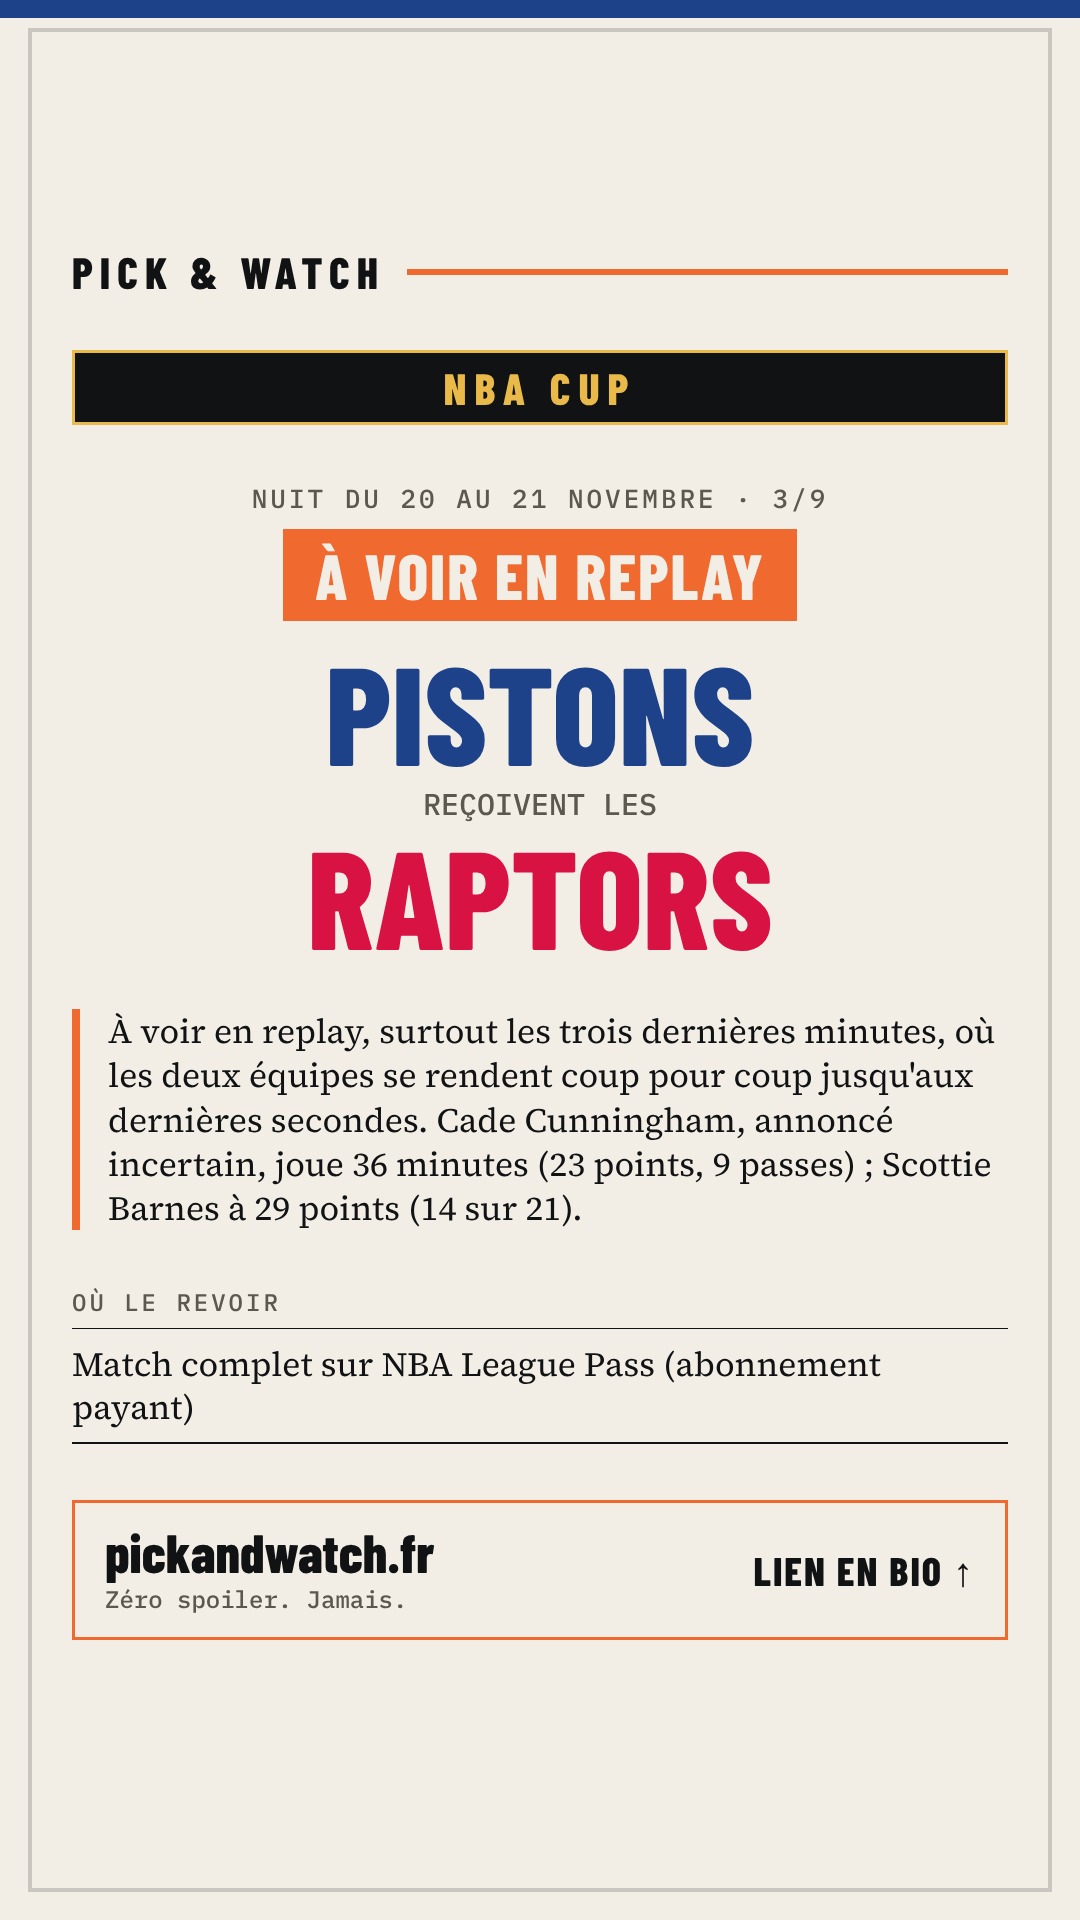 PICK & WATCH
NBA CUP
NUIT DU 20 AU 21 NOVEMBRE · 3/9
À VOIR EN REPLAY
PISTONS
REÇOIVENT LES
RAPTORS
À voir en replay, surtout les trois dernières minutes, où
les deux équipes se rendent coup pour coup jusqu'aux
dernières secondes. Cade Cunningham, annoncé
incertain, joue 36 minutes (23 points, 9 passes) ; Scottie
Barnes à 29 points (14 sur 21).
OÙ LE REVOIR
Match complet sur NBA League Pass (abonnement
payant)
pickandwatch.fr
Zéro spoiler. Jamais.
LIEN EN BIO ↑